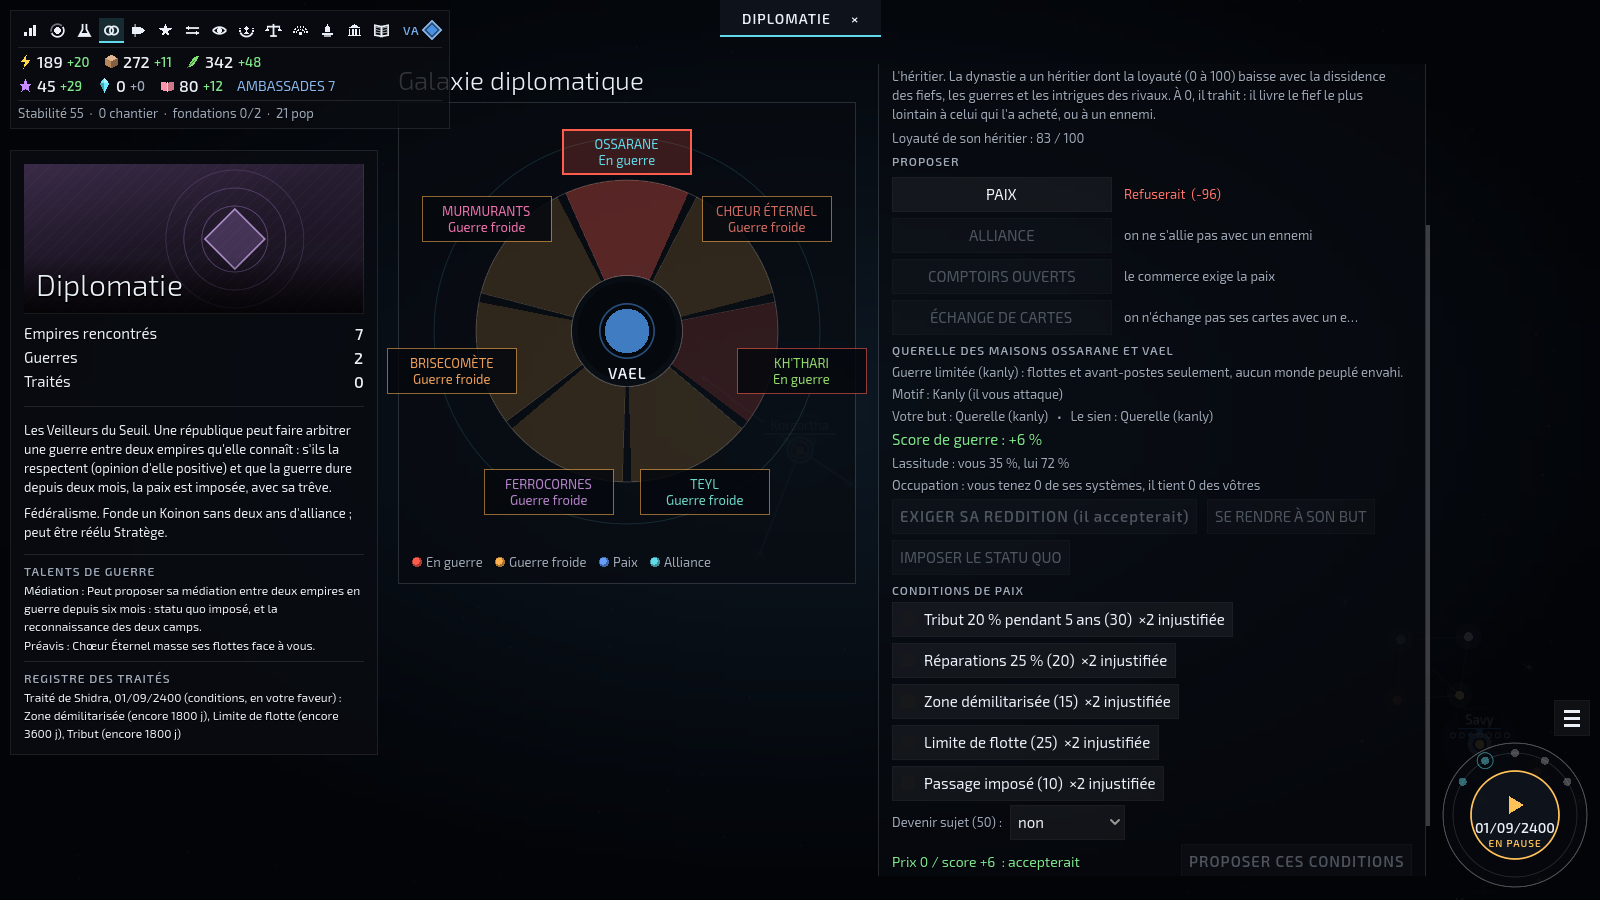 VA
189 +20 272 +11 342 +48
45 +29 0 +0 80 +12 AMBASSADES 7
Stabilité 55 · 0 chantier · fondations 0/2 · 21 pop
DIPLOMATIE ×
Diplomatie
Empires rencontrés 7
Guerres 2
Traités 0
Les Veilleurs du Seuil. Une république peut faire arbitrer
une guerre entre deux empires qu'elle connaît : s'ils la
respectent (opinion d'elle positive) et que la guerre dure
depuis deux mois, la paix est imposée, avec sa trêve.
Fédéralisme. Fonde un Koinon sans deux ans d'alliance ;
peut être réélu Stratège.
TALENTS DE GUERRE
Médiation : Peut proposer sa médiation entre deux empires en
guerre depuis six mois : statu quo imposé, et la
reconnaissance des deux camps.
Préavis : Chœur Éternel masse ses flottes face à vous.
REGISTRE DES TRAITÉS
Traité de Shidra, 01/09/2400 (conditions, en votre faveur) :
Zone démilitarisée (encore 1800 j), Limite de flotte (encore
3600 j), Tribut (encore 1800 j)
Galaxie diplomatique
OSSARANE
En guerre
MURMURANTS
Guerre froide
CHŒUR ÉTERNEL
Guerre froide
BRISECOMÈTE
Guerre froide
VAEL
KH'THARI
En guerre
FERROCORNES
Guerre froide
TEYL
Guerre froide
En guerre Guerre froide Paix Alliance
L'héritier. La dynastie a un héritier dont la loyauté (0 à 100) baisse avec la dissidence
des fiefs, les guerres et les intrigues des rivaux. À 0, il trahit : il livre le fief le plus
lointain à celui qui l'a acheté, ou à un ennemi.
Loyauté de son héritier : 83 / 100
PROPOSER
PAIX Refuserait (-96)
ALLIANCE on ne s'allie pas avec un ennemi
COMPTOIRS OUVERTS le commerce exige la paix
ÉCHANGE DE CARTES on n'échange pas ses cartes avec un e...
QUERELLE DES MAISONS OSSARANE ET VAEL
Guerre limitée (kanly) : flottes et avant-postes seulement, aucun monde peuplé envahi.
Motif : Kanly (il vous attaque)
Votre but : Querelle (kanly) • Le sien : Querelle (kanly)
Score de guerre : +6 %
Lassitude : vous 35 %, lui 72 %
Occupation : vous tenez 0 de ses systèmes, il tient 0 des vôtres
EXIGER SA REDDITION (il accepterait) SE RENDRE À SON BUT
IMPOSER LE STATU QUO
CONDITIONS DE PAIX
Tribut 20 % pendant 5 ans (30) ×2 injustifiée
Réparations 25 % (20) ×2 injustifiée
Zone démilitarisée (15) ×2 injustifiée
Limite de flotte (25) ×2 injustifiée
Passage imposé (10) ×2 injustifiée
Devenir sujet (50) : non
Prix 0 / score +6 : accepterait PROPOSER CES CONDITIONS
Savy
01/09/2400
EN PAUSE